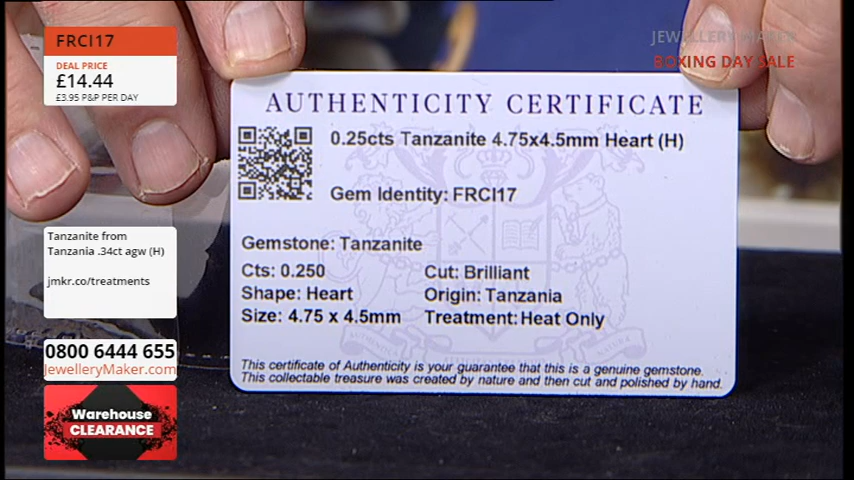 FRCI17
DEAL PRICE
£14.44
£3.95 P&P PER DAY
Tanzanite from
Tanzania .34ct agw (H)
jmkr.co/treatments
0800 6444 655
JewelleryMaker.com
Warehouse
CLEARANCE
JEWELLERY MAKER
BOXING DAY SALE
AUTHENTICITY CERTIFICATE
0.25cts Tanzanite 4.75x4.5mm Heart (H)
Gem Identity: FRCI17
Gemstone: Tanzanite
Cts: 0.250 Cut: Brilliant
Shape: Heart Origin: Tanzania
Size: 4.75 x 4.5mm Treatment: Heat Only
This certificate of Authenticity is your guarantee that this is a genuine gemstone.
This collectable treasure was created by nature and then cut and polished by hand.